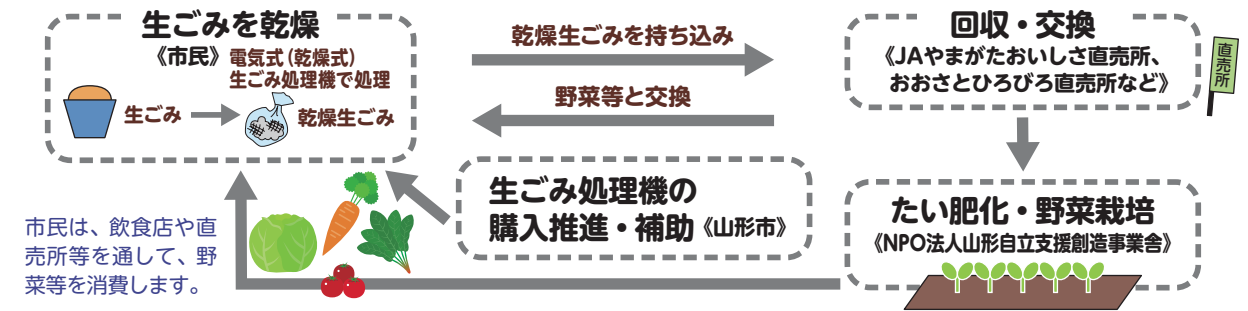 生ごみを乾燥
《市民》電気式(乾燥式)
生ごみ処理機で処理
生ごみ
乾燥生ごみ
乾燥生ごみを持ち込み
野菜等と交換
回収・交換
《JAやまがたおいしさ直売所、
おおさとひろびろ直売所など》
直売所
生ごみ処理機の
購入推進・補助《山形市》
たい肥化・野菜栽培
《NPO法人山形自立支援創造事業舎》
市民は、飲食店や直
売所等を通して、野
菜等を消費します。